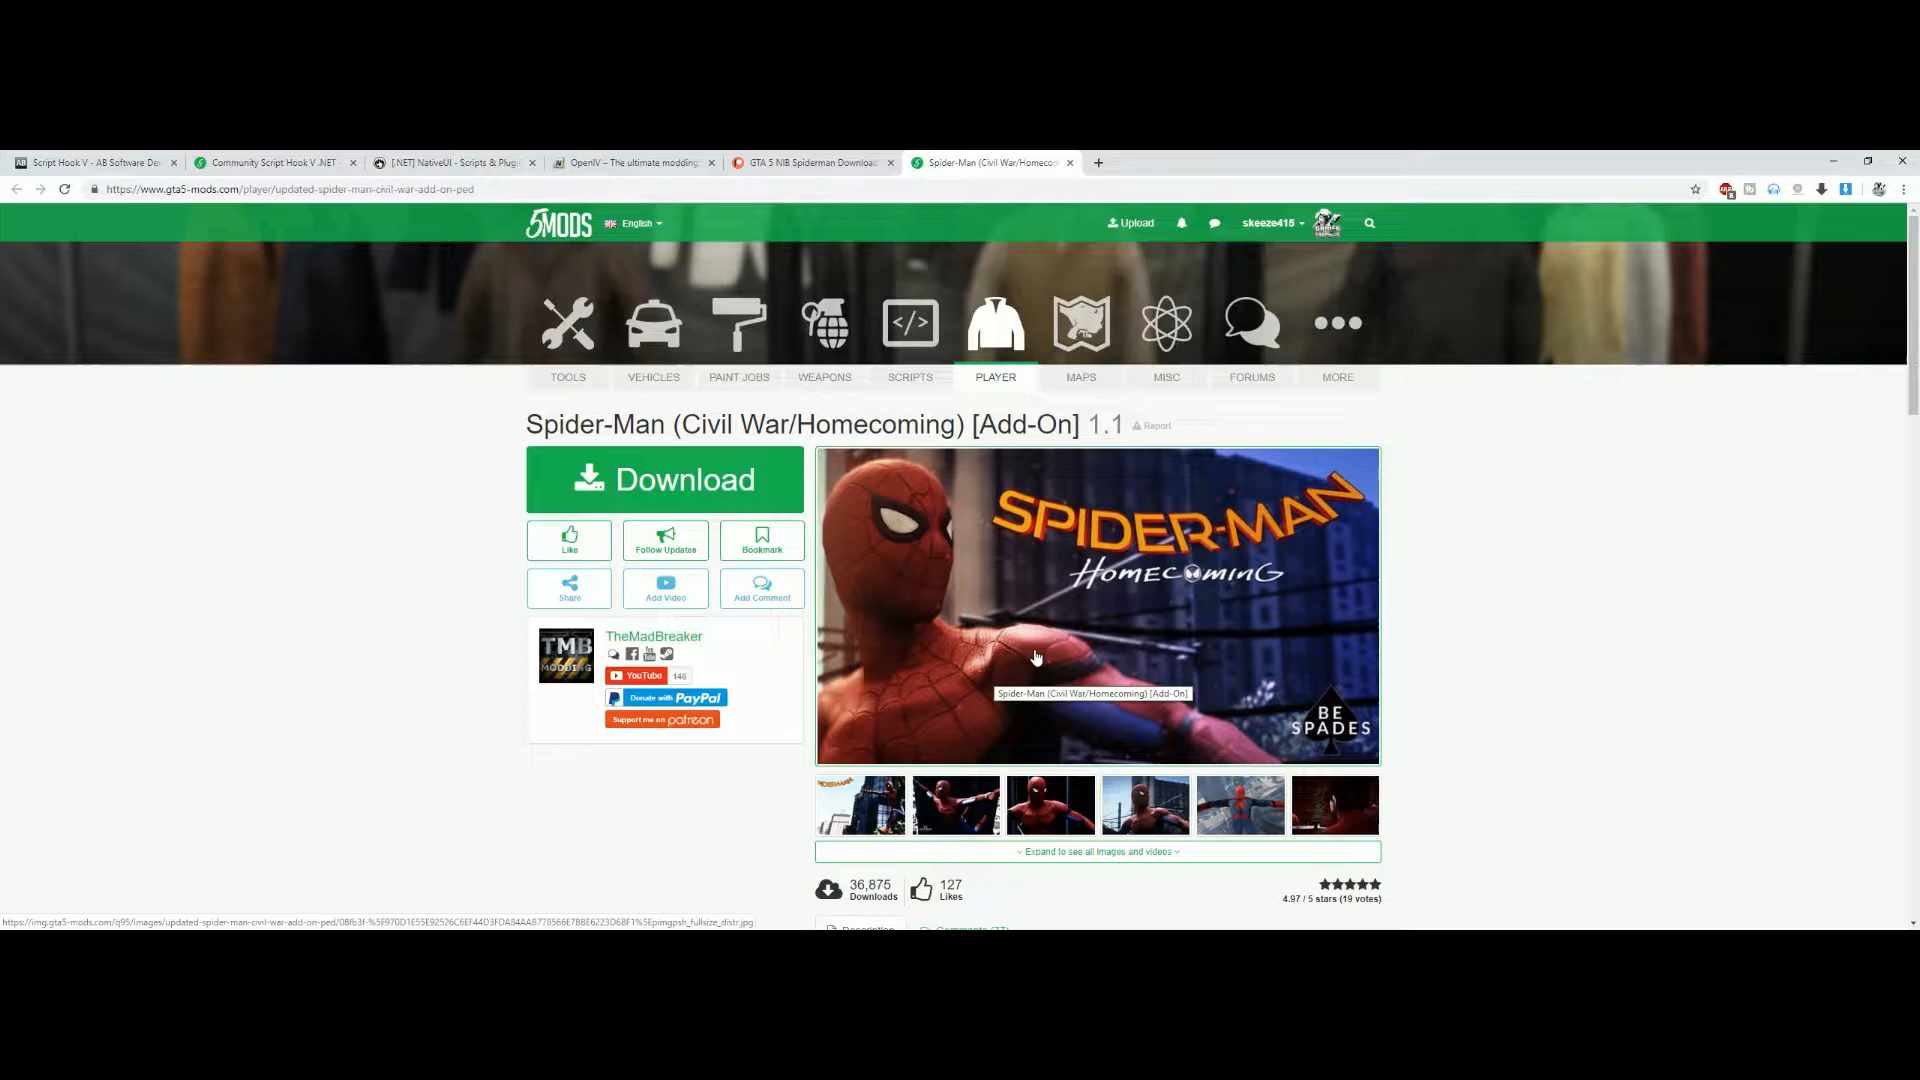 Script Hook V - AB Software De
Community Script Hook V .NET
[.NET] NativeUI - Scripts & Plugi
OpenIV – The ultimate modding
GTA 5 NIB Spiderman Download
Spider-Man (Civil War/Homecom
https://www.gta5-mods.com/player/updated-spider-man-civil-war-add-on-ped
5MODS
English
Upload
skeeze415
TOOLS
VEHICLES
PAINT JOBS
WEAPONS
SCRIPTS
PLAYER
MAPS
MISC
FORUMS
MORE
Spider-Man (Civil War/Homecoming) [Add-On] 1.1
Report
Download
Like
Follow Updates
Bookmark
Share
Add Video
Add Comment
TMB
MODDING
TheMadBreaker
YouTube 146
Donate with PayPal
Support me on patreon
SPIDER-MAN
HOMECOMING
Spider-Man (Civil War/Homecoming) [Add-On]
BE
SPADES
Expand to see all images and videos
36,875
Downloads
127
Likes
4.97 / 5 stars (19 votes)
Description